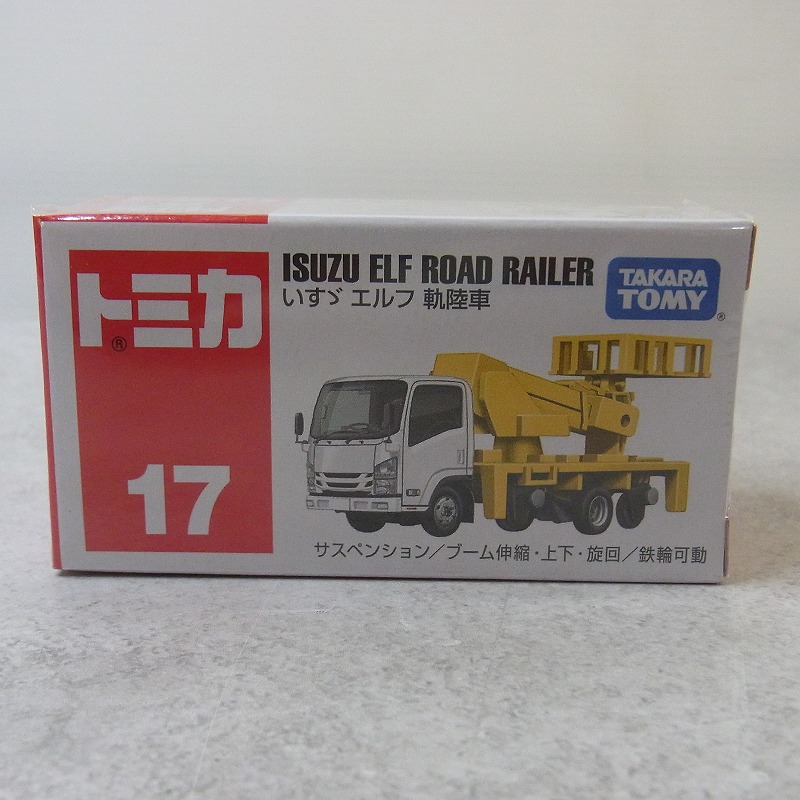 トミカ
®
17
ISUZU ELF ROAD RAILER
いすゞ エルフ 軌陸車
TAKARA
TOMY
®
サスペンション／ブーム伸縮・上下・旋回／鉄輪可動